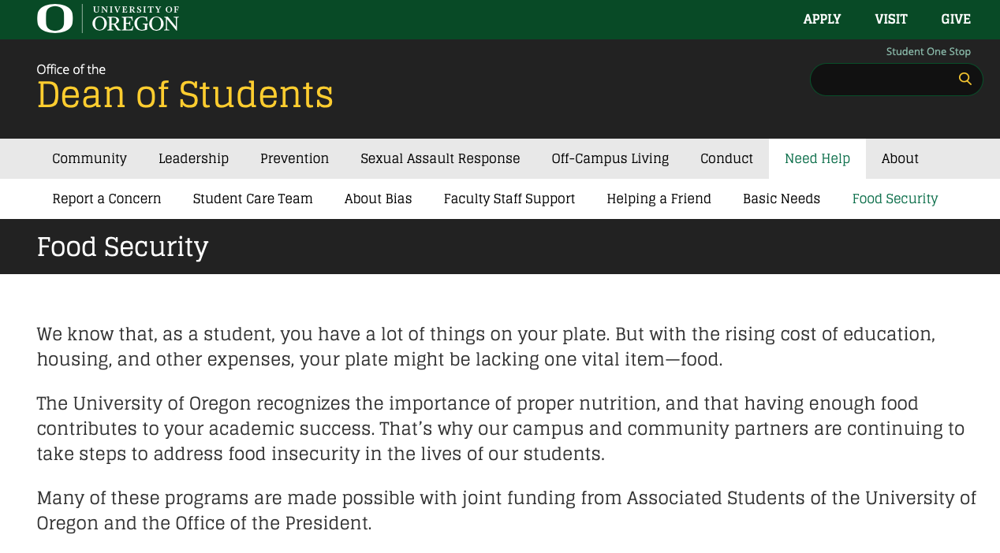 UNIVERSITY OF
OREGON
APPLY VISIT GIVE
Student One Stop
Office of the
Dean of Students
Community Leadership Prevention Sexual Assault Response Off-Campus Living Conduct Need Help About
Report a Concern Student Care Team About Bias Faculty Staff Support Helping a Friend Basic Needs Food Security
Food Security
We know that, as a student, you have a lot of things on your plate. But with the rising cost of education,
housing, and other expenses, your plate might be lacking one vital item—food.
The University of Oregon recognizes the importance of proper nutrition, and that having enough food
contributes to your academic success. That’s why our campus and community partners are continuing to
take steps to address food insecurity in the lives of our students.
Many of these programs are made possible with joint funding from Associated Students of the University of
Oregon and the Office of the President.